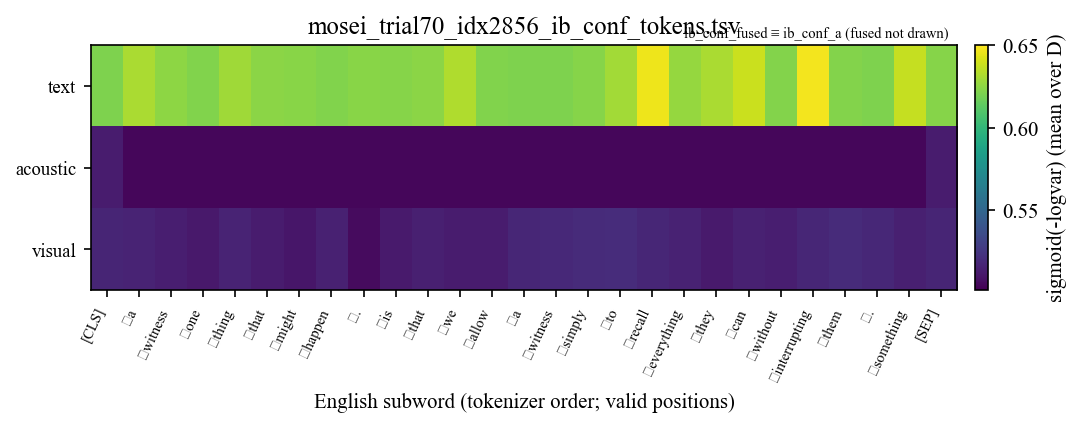 mosei_trial70_idx2856_ib_conf_tokens.tsv
ib_conf_fused ≡ ib_conf_a (fused not drawn)
text
acoustic
visual
0.65
0.60
0.55
sigmoid(-logvar) (mean over D)
[CLS]
□a
□witness
□one
□thing
□that
□might
□happen
□.
□is
□that
□we
□allow
□a
□witness
□simply
□to
□recall
□everything
□they
□can
□without
□interrupting
□them
□.
□something
[SEP]
English subword (tokenizer order; valid positions)